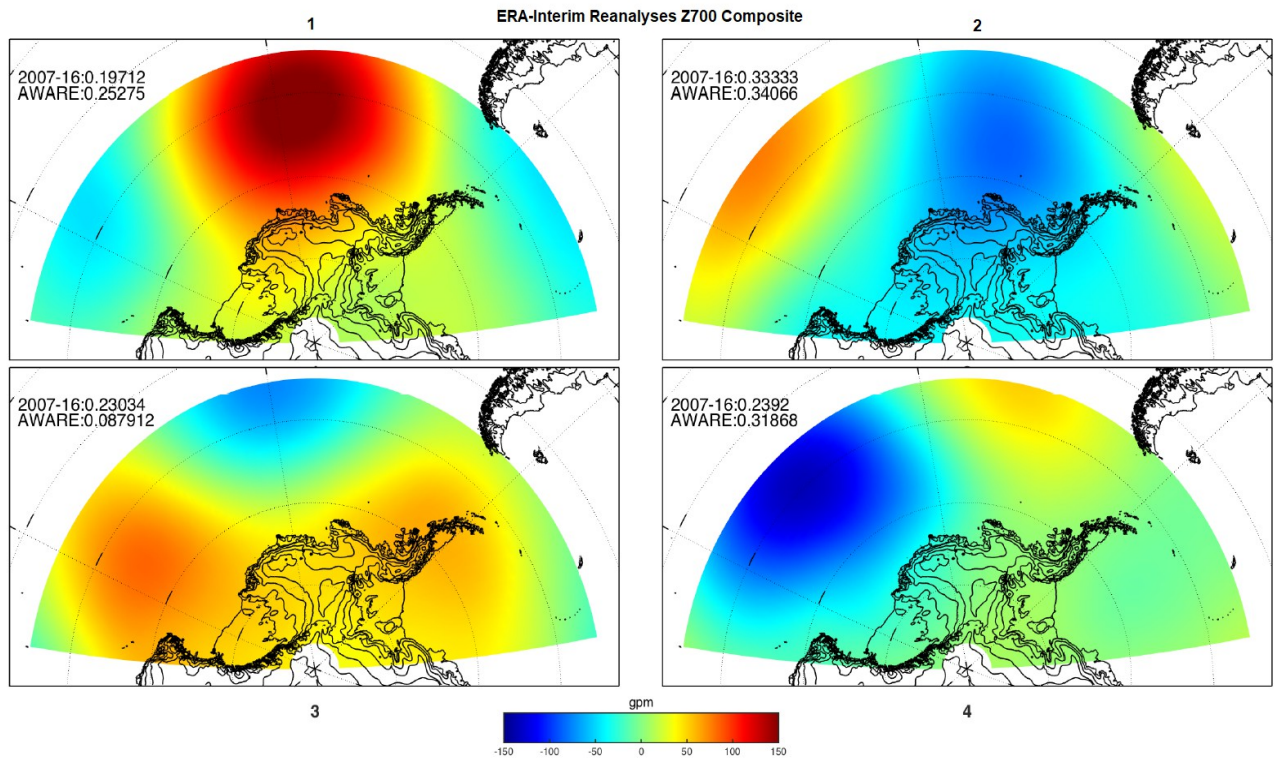 ERA-Interim Reanalyses Z700 Composite
1
2
2007-16:0.19712
AWARE:0.25275
2007-16:0.33333
AWARE:0.34066
2007-16:0.23034
AWARE:0.087912
2007-16:0.2392
AWARE:0.31868
3
4
gpm
-150 -100 -50 0 50 100 150